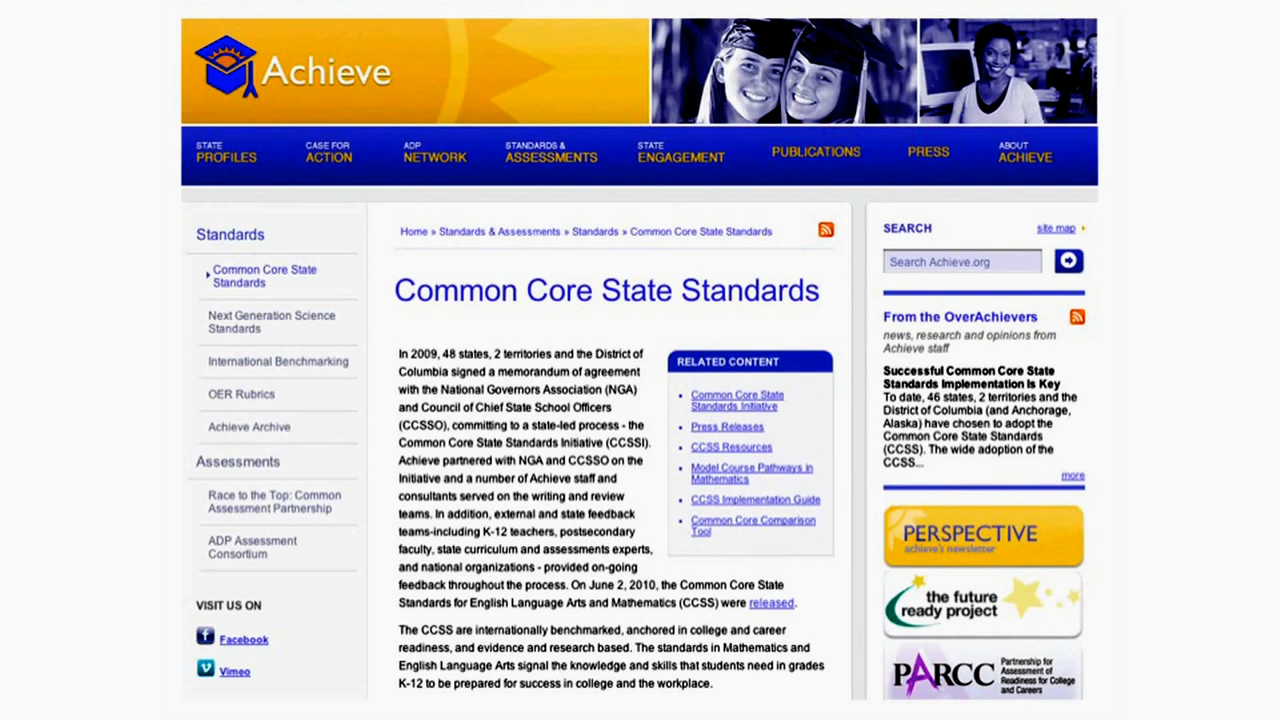 Achieve
STATE
PROFILES
CASE FOR
ACTION
ADP
NETWORK
STANDARDS &
ASSESSMENTS
STATE
ENGAGEMENT
PUBLICATIONS
PRESS
ABOUT
ACHIEVE
Standards
Common Core State
Standards
Next Generation Science
Standards
International Benchmarking
OER Rubrics
Achieve Archive
Assessments
Race to the Top: Common
Assessment Partnership
ADP Assessment
Consortium
VISIT US ON
Facebook
Vimeo
Home » Standards & Assessments » Standards » Common Core State Standards
Common Core State Standards
In 2009, 48 states, 2 territories and the District of
Columbia signed a memorandum of agreement
with the National Governors Association (NGA)
and Council of Chief State School Officers
(CCSSO), committing to a state-led process - the
Common Core State Standards Initiative (CCSSI).
Achieve partnered with NGA and CCSSO on the
Initiative and a number of Achieve staff and
consultants served on the writing and review
teams. In addition, external and state feedback
teams-including K-12 teachers, postsecondary
faculty, state curriculum and assessments experts,
and national organizations - provided on-going
feedback throughout the process. On June 2, 2010, the Common Core State
Standards for English Language Arts and Mathematics (CCSS) were released.
The CCSS are internationally benchmarked, anchored in college and career
readiness, and evidence and research based. The standards in Mathematics and
English Language Arts signal the knowledge and skills that students need in grades
K-12 to be prepared for success in college and the workplace.
RELATED CONTENT
Common Core State
Standards Initiative
Press Releases
CCSS Resources
Model Course Pathways in
Mathematics
CCSS Implementation Guide
Common Core Comparison
Tool
SEARCH
site map
Search Achieve.org
From the OverAchievers
news, research and opinions from
Achieve staff
Successful Common Core State
Standards Implementation Is Key
To date, 46 states, 2 territories and the
District of Columbia (and Anchorage,
Alaska) have chosen to adopt the
Common Core State Standards
(CCSS). The wide adoption of the
CCSS...
more
PERSPECTIVE
achieve's newsletter
the future
ready project
PARCC
Partnership for
Assessment of
Readiness for College
and Careers